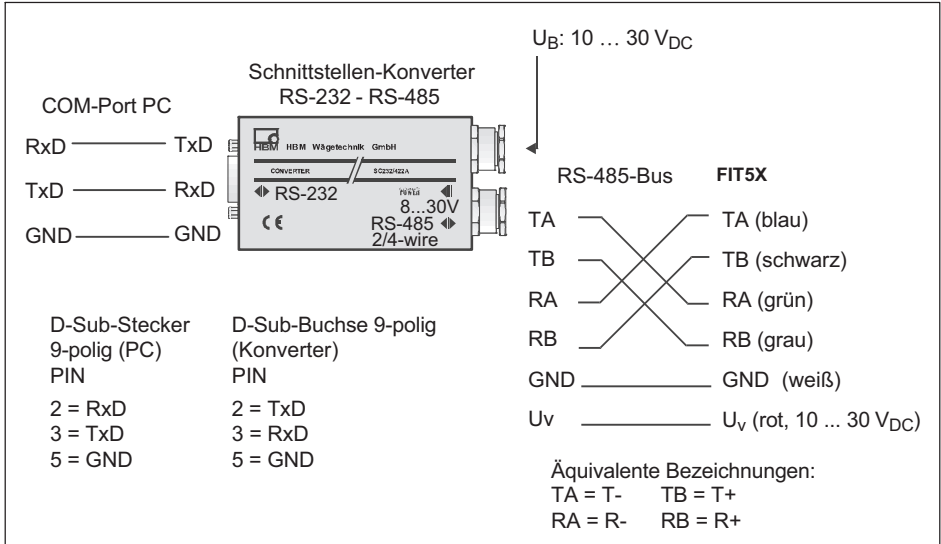 U_B: 10 … 30 V_DC
Schnittstellen-Konverter
RS-232 - RS-485
COM-Port PC
RxD TxD
TxD RxD
GND GND
HBM HBM Wägetechnik GmbH
CONVERTER SC232/422A
RS-232
8...30V
CE RS-485
2/4-wire
RS-485-Bus FIT5X
TA TA (blau)
TB TB (schwarz)
RA RA (grün)
RB RB (grau)
GND GND (weiß)
Uv U_v (rot, 10 ... 30 V_DC)
D-Sub-Stecker
9-polig (PC)
PIN
2 = RxD
3 = TxD
5 = GND
D-Sub-Buchse 9-polig
(Konverter)
PIN
2 = TxD
3 = RxD
5 = GND
Äquivalente Bezeichnungen:
TA = T- TB = T+
RA = R- RB = R+